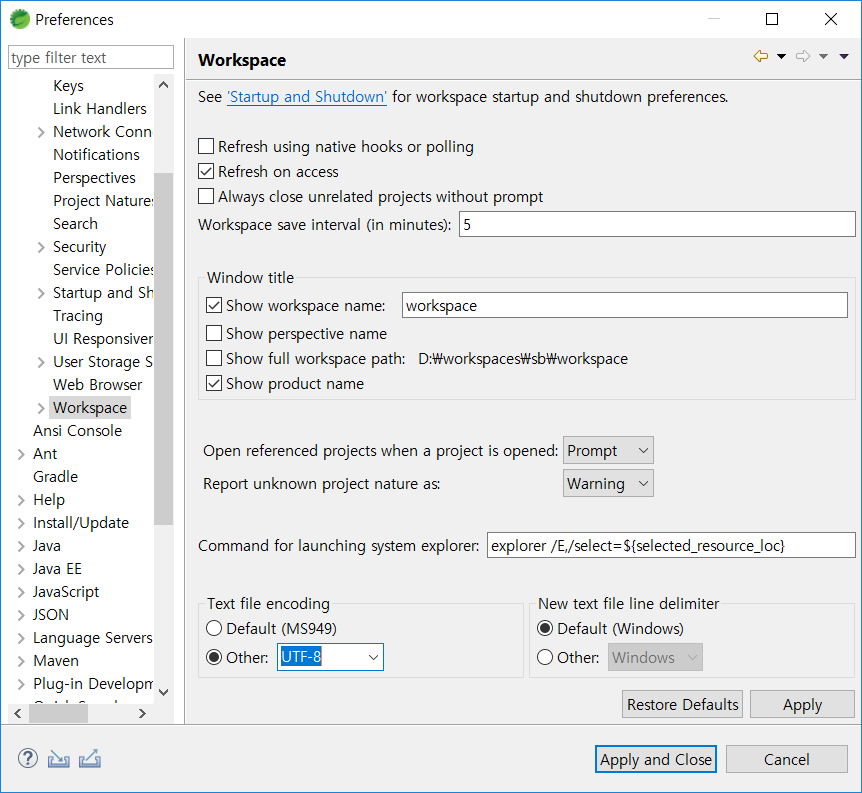 Preferences
type filter text
Keys
Link Handlers
Network Conn
Notifications
Perspectives
Project Natures
Search
Security
Service Policies
Startup and Sh
Tracing
UI Responsiver
User Storage S
Web Browser
Workspace
Ansi Console
Ant
Gradle
Help
Install/Update
Java
Java EE
JavaScript
JSON
Language Servers
Maven
Plug-in Developm
Workspace
See 'Startup and Shutdown' for workspace startup and shutdown preferences.
Refresh using native hooks or polling
Refresh on access
Always close unrelated projects without prompt
Workspace save interval (in minutes): 5
Window title
Show workspace name: workspace
Show perspective name
Show full workspace path: D:₩workspaces₩sb₩workspace
Show product name
Open referenced projects when a project is opened: Prompt
Report unknown project nature as: Warning
Command for launching system explorer: explorer /E,/select=${selected_resource_loc}
Text file encoding
Default (MS949)
Other: UTF-8
New text file line delimiter
Default (Windows)
Other: Windows
Restore Defaults
Apply
Apply and Close
Cancel